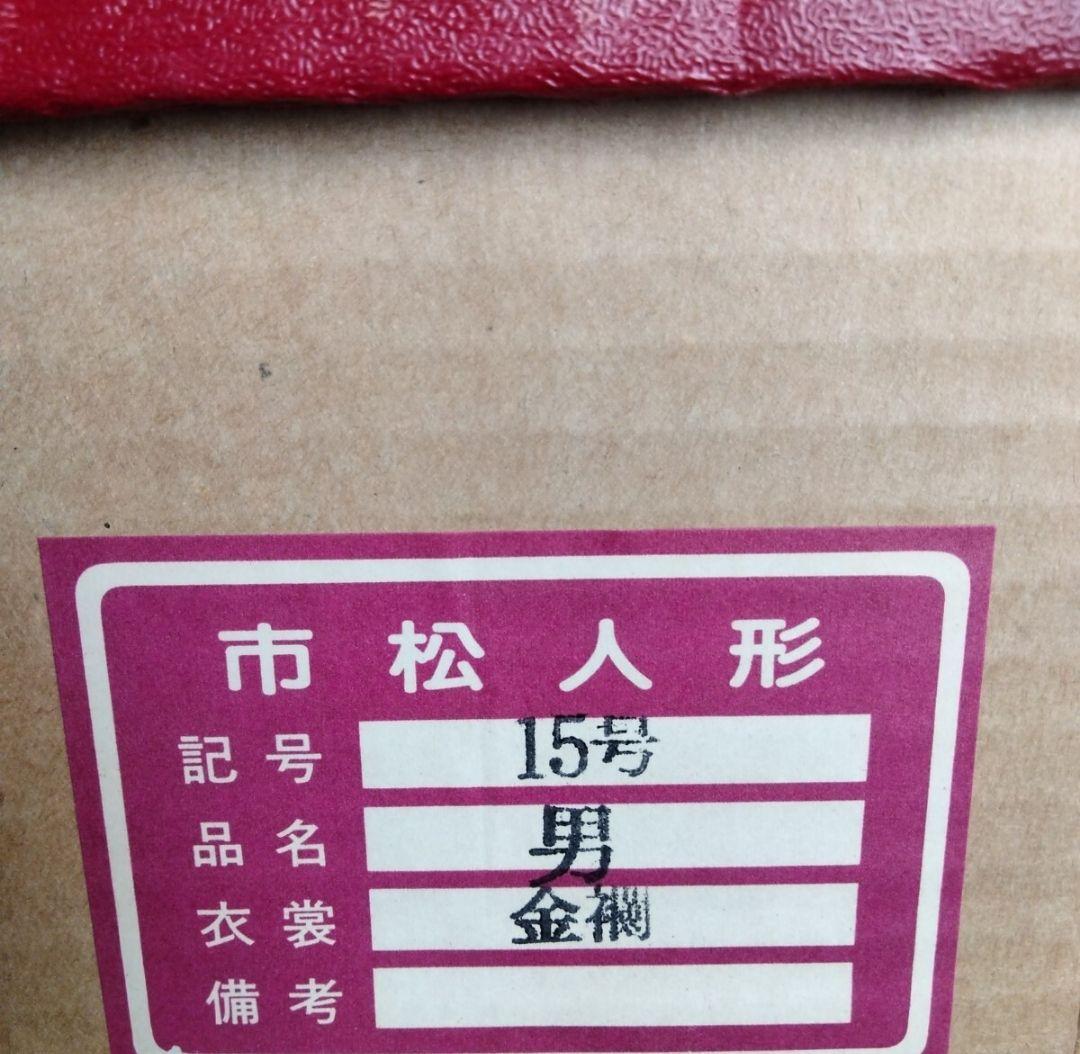 市松人形
記号 15号
品名 男
衣裳 金襴
備考